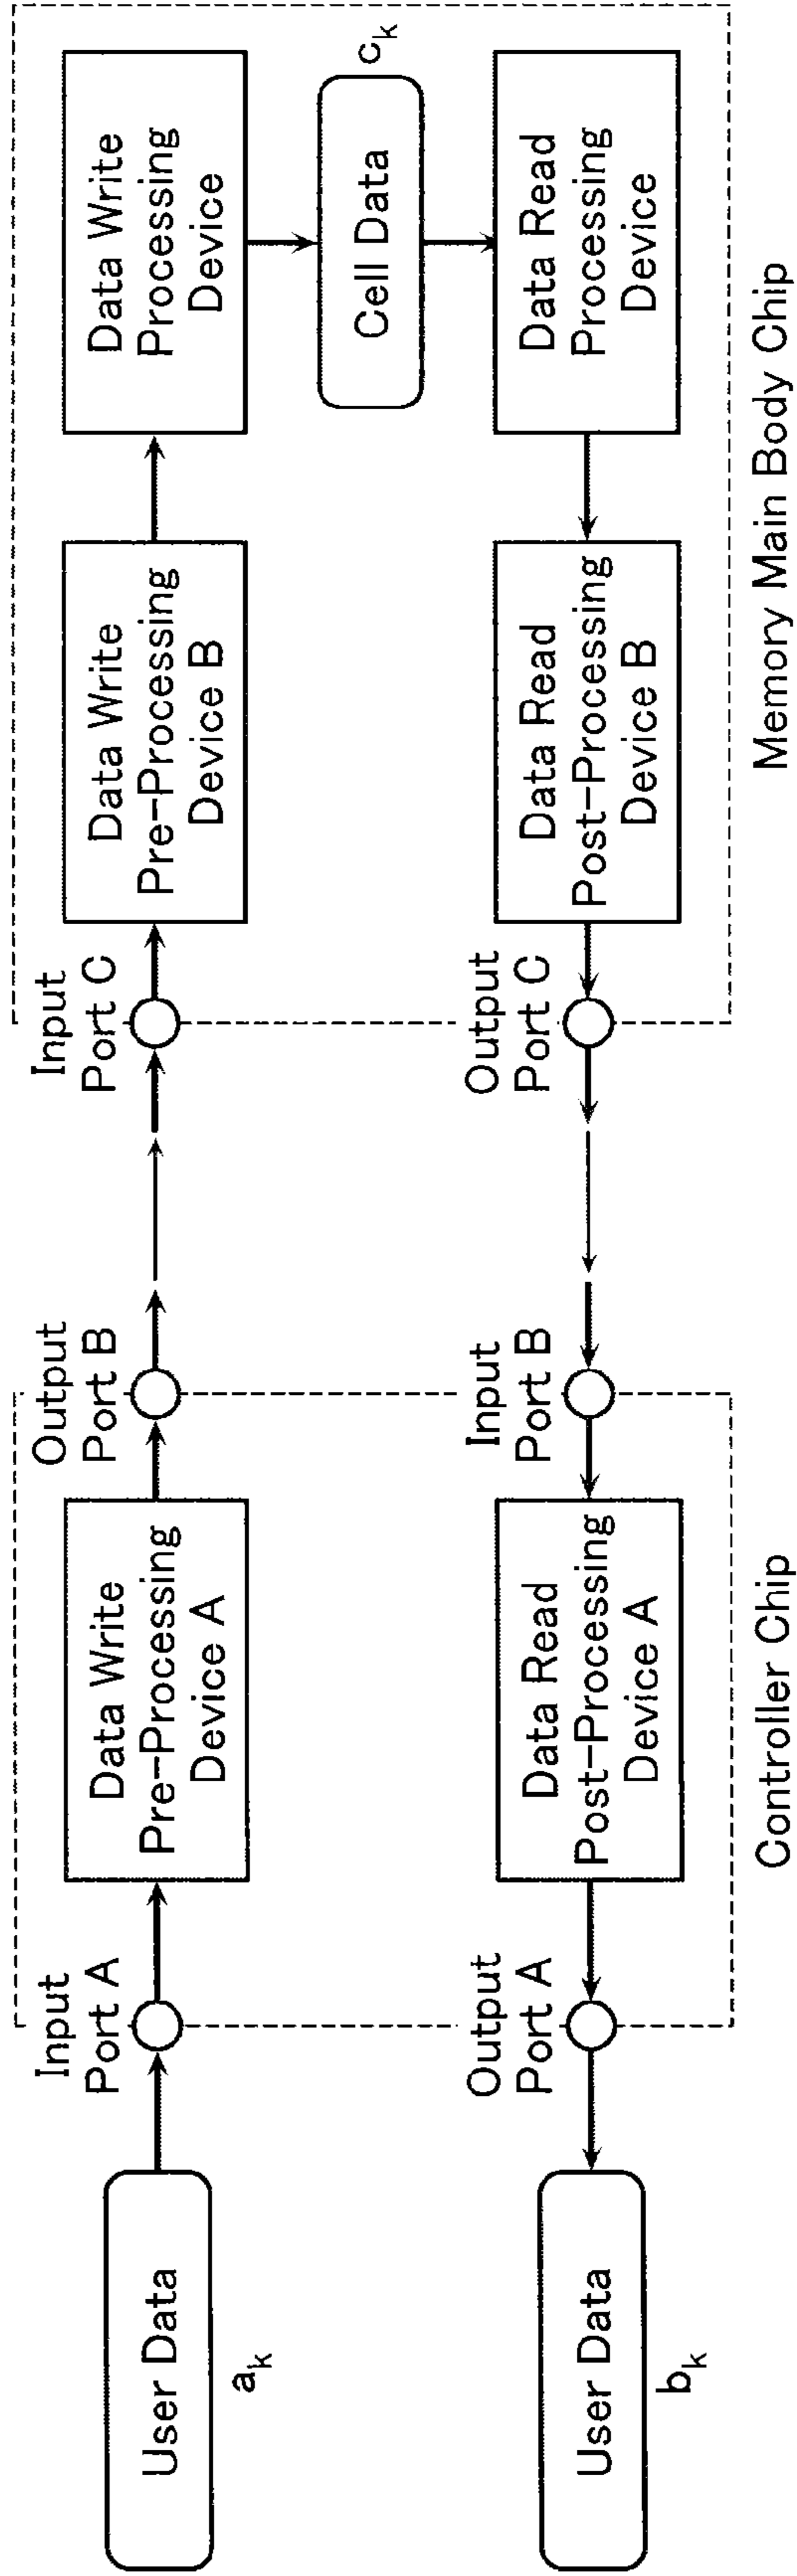 User Data
a_k
Input
Port A
Data Write
Pre-Processing
Device A
Output
Port B
Input
Port C
Data Write
Pre-Processing
Device B
Data Write
Processing
Device
Cell Data
c_k
Data Read
Processing
Device
Data Read
Post-Processing
Device B
Output
Port C
Input
Port B
Data Read
Post-Processing
Device A
Output
Port A
User Data
b_k
Controller Chip
Memory Main Body Chip